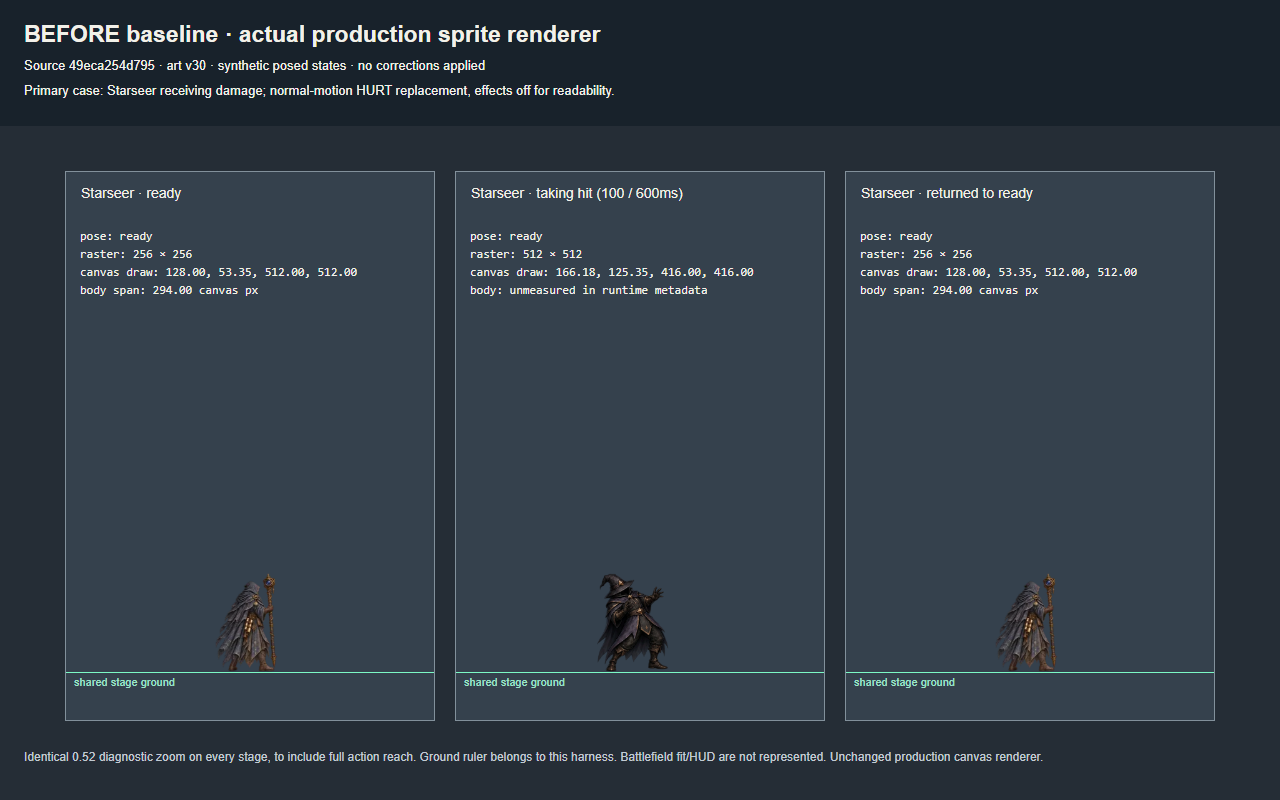 BEFORE baseline · actual production sprite renderer
Source 49eca254d795 · art v30 · synthetic posed states · no corrections applied
Primary case: Starseer receiving damage; normal-motion HURT replacement, effects off for readability.
Starseer · ready
pose: ready
raster: 256 × 256
canvas draw: 128.00, 53.35, 512.00, 512.00
body span: 294.00 canvas px
shared stage ground
Starseer · taking hit (100 / 600ms)
pose: ready
raster: 512 × 512
canvas draw: 166.18, 125.35, 416.00, 416.00
body: unmeasured in runtime metadata
shared stage ground
Starseer · returned to ready
pose: ready
raster: 256 × 256
canvas draw: 128.00, 53.35, 512.00, 512.00
body span: 294.00 canvas px
shared stage ground
Identical 0.52 diagnostic zoom on every stage, to include full action reach. Ground ruler belongs to this harness. Battlefield fit/HUD are not represented. Unchanged production canvas renderer.